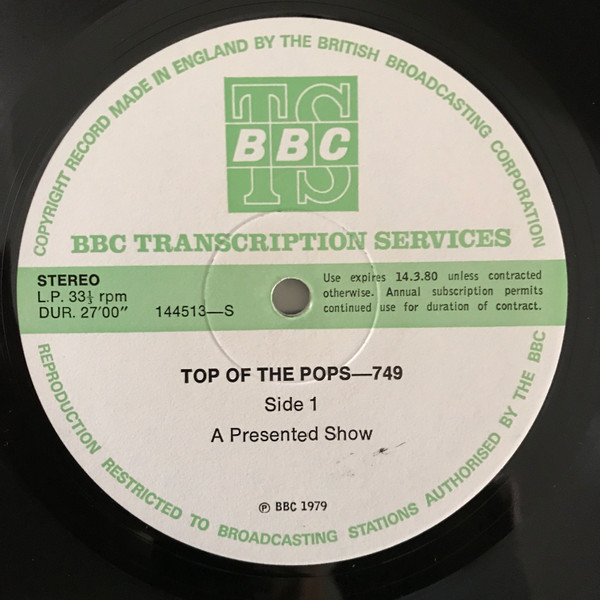 COPYRIGHT RECORD MADE IN ENGLAND BY THE BRITISH BROADCASTING CORPORATION
TS
BBC
BBC TRANSCRIPTION SERVICES
STEREO
L.P. 33⅓ rpm
DUR. 27'00" 144513—S
Use expires 14.3.80 unless contracted
otherwise. Annual subscription permits
continued use for duration of contract.
TOP OF THE POPS—749
Side 1
A Presented Show
℗ BBC 1979
REPRODUCTION RESTRICTED TO BROADCASTING STATIONS AUTHORISED BY THE BBC